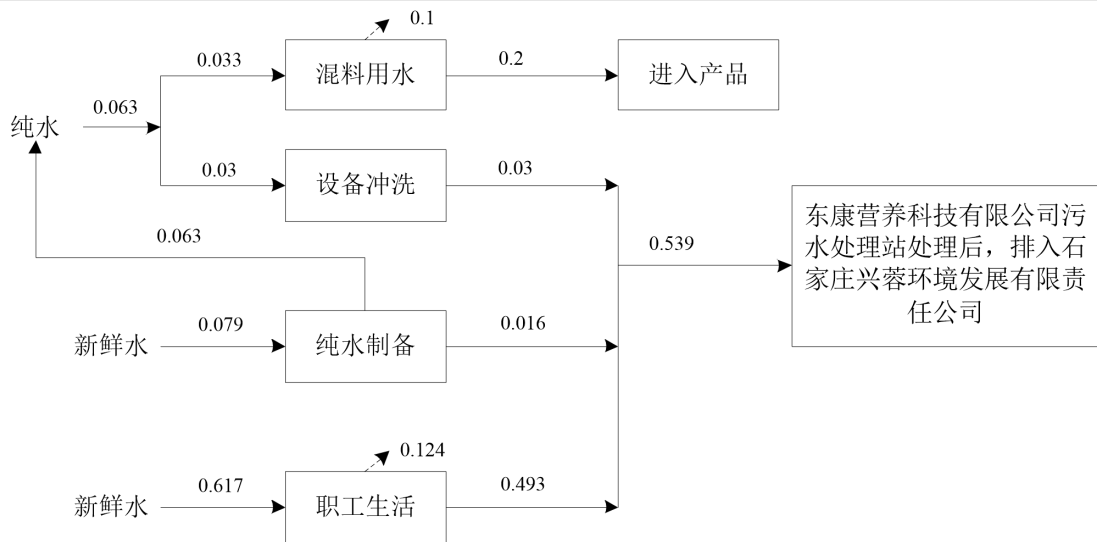 0.1
0.033
混料用水
0.2
进入产品
0.063
纯水
0.03
设备冲洗
0.03
东康营养科技有限公司污
水处理站处理后，排入石
家庄兴蓉环境发展有限责
任公司
0.063
0.539
新鲜水
0.079
纯水制备
0.016
0.124
新鲜水
0.617
职工生活
0.493